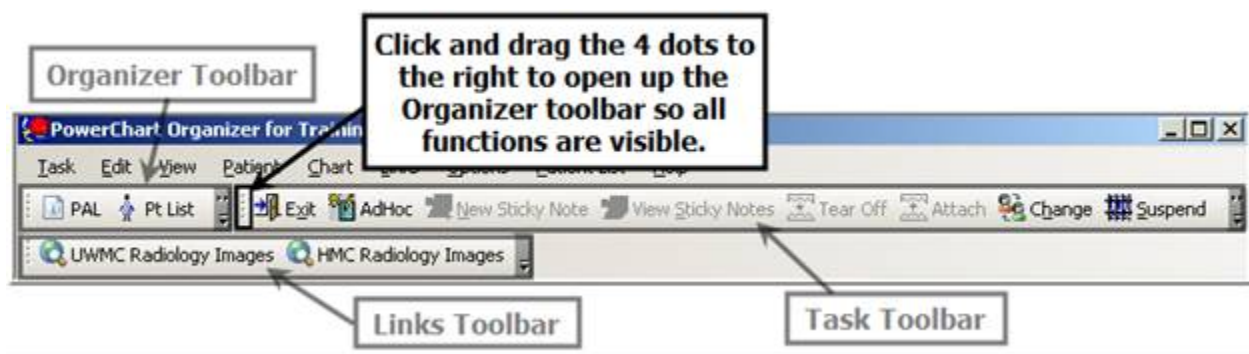 Click and drag the 4 dots to
the right to open up the
Organizer toolbar so all
functions are visible.
Organizer Toolbar
PowerChart Organizer for Trainin
Task Edit View Patient Chart Help
PAL Pt List Exit AdHoc New Sticky Note View Sticky Notes Tear Off Attach Change Suspend
UWMC Radiology Images HMC Radiology Images
Links Toolbar
Task Toolbar